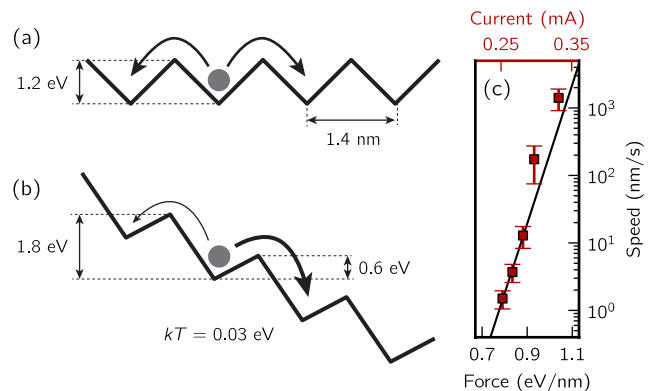 (a)
1.2 eV
1.4 nm
(b)
1.8 eV
0.6 eV
kT = 0.03 eV
Current (mA)
0.25 0.35
(c)
10³
10²
10¹
10⁰
Speed (nm/s)
0.7 0.9 1.1
Force (eV/nm)